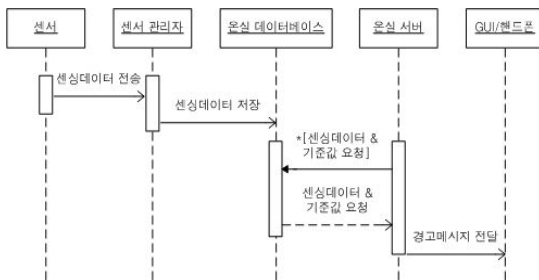 센서
센서 관리자
온실 데이터베이스
온실 서버
GUI/핸드폰
센싱데이터 전송
센싱데이터 저장
*[센싱데이터 &
기준값 요청]
센싱데이터 &
기준값 요청
경고메시지 전달